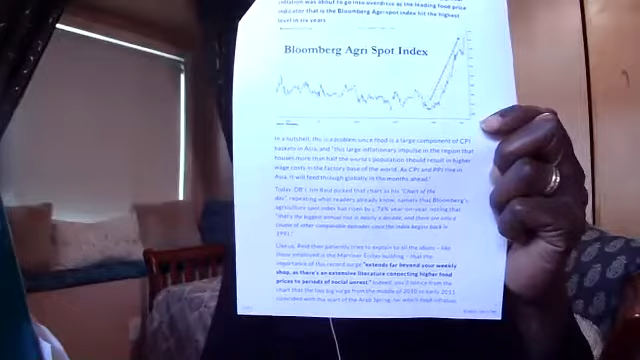 inflation was about to go into overdrive as the leading food price
indicator that is the Bloomberg Agri spot index hit the highest
level in six years
Bloomberg Agri Spot Index
In a nutshell, this is a problem since food is a large component of CPI
baskets in Asia, and "this large inflationary impulse in the region that
houses more than half the world's population should result in higher
wage costs in the factory base of the world. As CPI and PPI rise in
Asia, it will feed through globally in the months ahead."
Today, DB's Jim Reid picked that chart as his "Chart of the
day", repeating what readers already know, namely that Bloomberg's
agriculture spot index has risen by c.76% year-on-year, noting that
"that's the biggest annual rise in nearly a decade, and there are only a
couple of other comparable episodes since the index begins back in
1991."
Like us, Reid then patiently tries to explain to all the idiots - like
those employed in the Marriner Eccles building - that the
importance of this record surge "extends far beyond your weekly
shop, as there's an extensive literature connecting higher food
prices to periods of social unrest." Indeed, you'll notice from the
chart that the two big surges from the middle of 2010 to early 2011
coincided with the start of the Arab Spring, for which food inflation